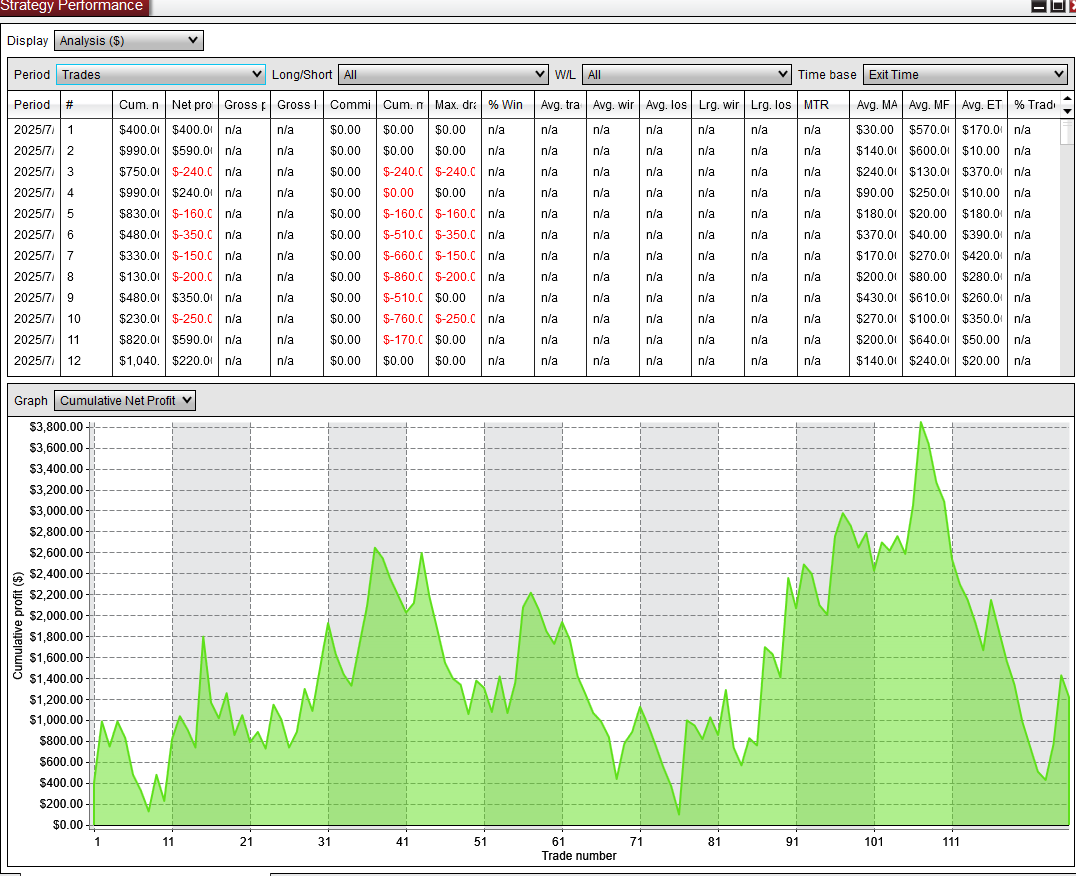 Strategy Performance
Display Analysis ($)
Period Trades Long/Short All W/L All Time base Exit Time
Period # Cum. n Net pro Gross p Gross l Commi Cum. m Max. dra % Win Avg. tra Avg. wir Avg. los Lrg. wir Lrg. los MTR Avg. MA Avg. MF Avg. ET % Trade
2025/7/ 1 $400.0 $400.0 n/a n/a $0.00 $0.00 $0.00 n/a n/a n/a n/a n/a n/a n/a $30.00 $570.0 $170.0 n/a
2025/7/ 2 $990.0 $590.0 n/a n/a $0.00 $0.00 $0.00 n/a n/a n/a n/a n/a n/a n/a $140.0 $600.0 $10.00 n/a
2025/7/ 3 $750.0 $-240.0 n/a n/a $0.00 $-240.0 $-240.0 n/a n/a n/a n/a n/a n/a n/a $240.0 $130.0 $370.0 n/a
2025/7/ 4 $990.0 $240.0 n/a n/a $0.00 $0.00 $0.00 n/a n/a n/a n/a n/a n/a n/a $90.00 $250.0 $10.00 n/a
2025/7/ 5 $830.0 $-160.0 n/a n/a $0.00 $-160.0 $-160.0 n/a n/a n/a n/a n/a n/a n/a $180.0 $20.00 $180.0 n/a
2025/7/ 6 $480.0 $-350.0 n/a n/a $0.00 $-510.0 $-350.0 n/a n/a n/a n/a n/a n/a n/a $370.0 $40.00 $390.0 n/a
2025/7/ 7 $330.0 $-150.0 n/a n/a $0.00 $-660.0 $-150.0 n/a n/a n/a n/a n/a n/a n/a $170.0 $270.0 $420.0 n/a
2025/7/ 8 $130.0 $-200.0 n/a n/a $0.00 $-860.0 $-200.0 n/a n/a n/a n/a n/a n/a n/a $200.0 $80.00 $280.0 n/a
2025/7/ 9 $480.0 $350.0 n/a n/a $0.00 $-510.0 $0.00 n/a n/a n/a n/a n/a n/a n/a $430.0 $610.0 $260.0 n/a
2025/7/ 10 $230.0 $-250.0 n/a n/a $0.00 $-760.0 $-250.0 n/a n/a n/a n/a n/a n/a n/a $270.0 $100.0 $350.0 n/a
2025/7/ 11 $820.0 $590.0 n/a n/a $0.00 $-170.0 $0.00 n/a n/a n/a n/a n/a n/a n/a $200.0 $640.0 $50.00 n/a
2025/7/ 12 $1,040. $220.0 n/a n/a $0.00 $0.00 $0.00 n/a n/a n/a n/a n/a n/a n/a $140.0 $240.0 $20.00 n/a
Graph Cumulative Net Profit
$3,800.00
$3,600.00
$3,400.00
$3,200.00
$3,000.00
$2,800.00
$2,600.00
$2,400.00
$2,200.00
$2,000.00
$1,800.00
$1,600.00
$1,400.00
$1,200.00
$1,000.00
$800.00
$600.00
$400.00
$200.00
$0.00
Cumulative profit ($)
1 11 21 31 41 51 61 71 81 91 101 111
Trade number